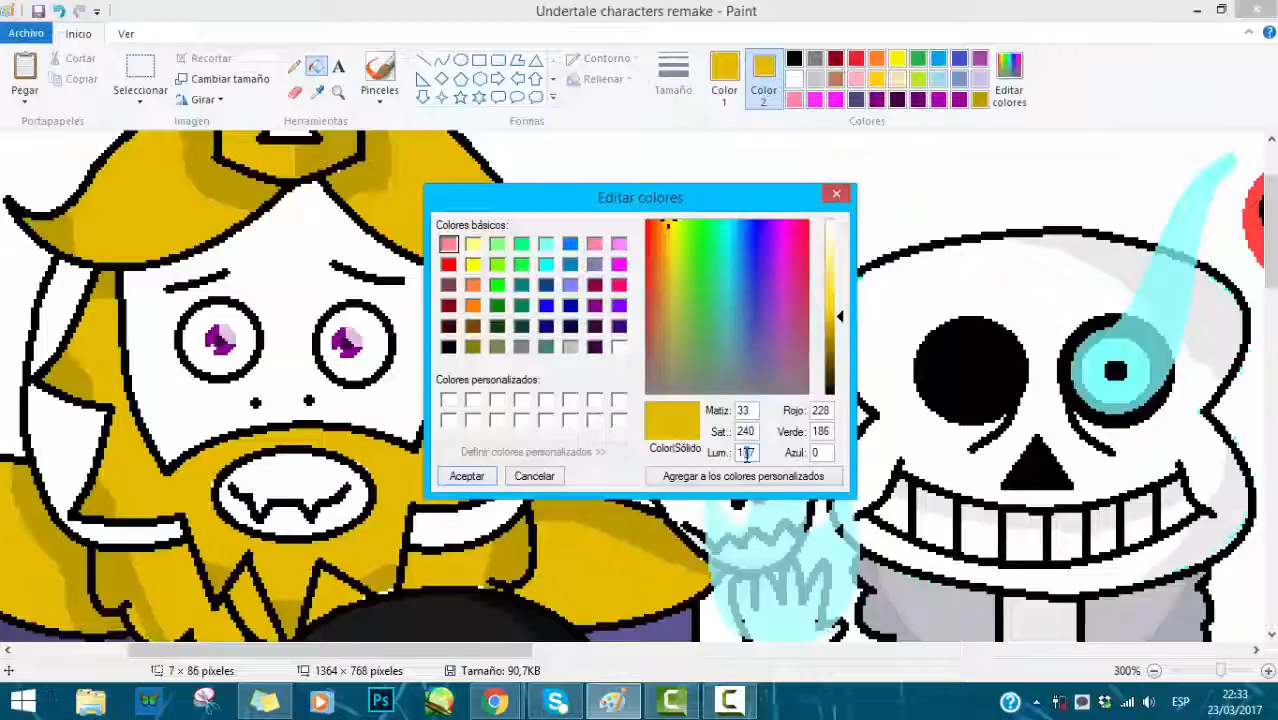 Undertale characters remake - Paint
Archivo Inicio Ver
Pegar
Cortar
Copiar
Portapapeles
Seleccionar
Recortar
Cambiar tamaño
Girar
Imagen
A
Herramientas
Pinceles
Contorno
Rellenar
Formas
Tamaño
Color 1
Color 2
Editar colores
Colores
Editar colores
Colores básicos:
Colores personalizados:
Definir colores personalizados >>
Aceptar Cancelar
Color|Sólido
Matiz: 33 Rojo: 228
Sat.: 240 Verde: 186
Lum.: Azul: 0
Agregar a los colores personalizados
7 × 86 píxeles 1364 × 768 píxeles Tamaño: 90,7KB 300%
Ps
ESP
22:33
23/03/2017